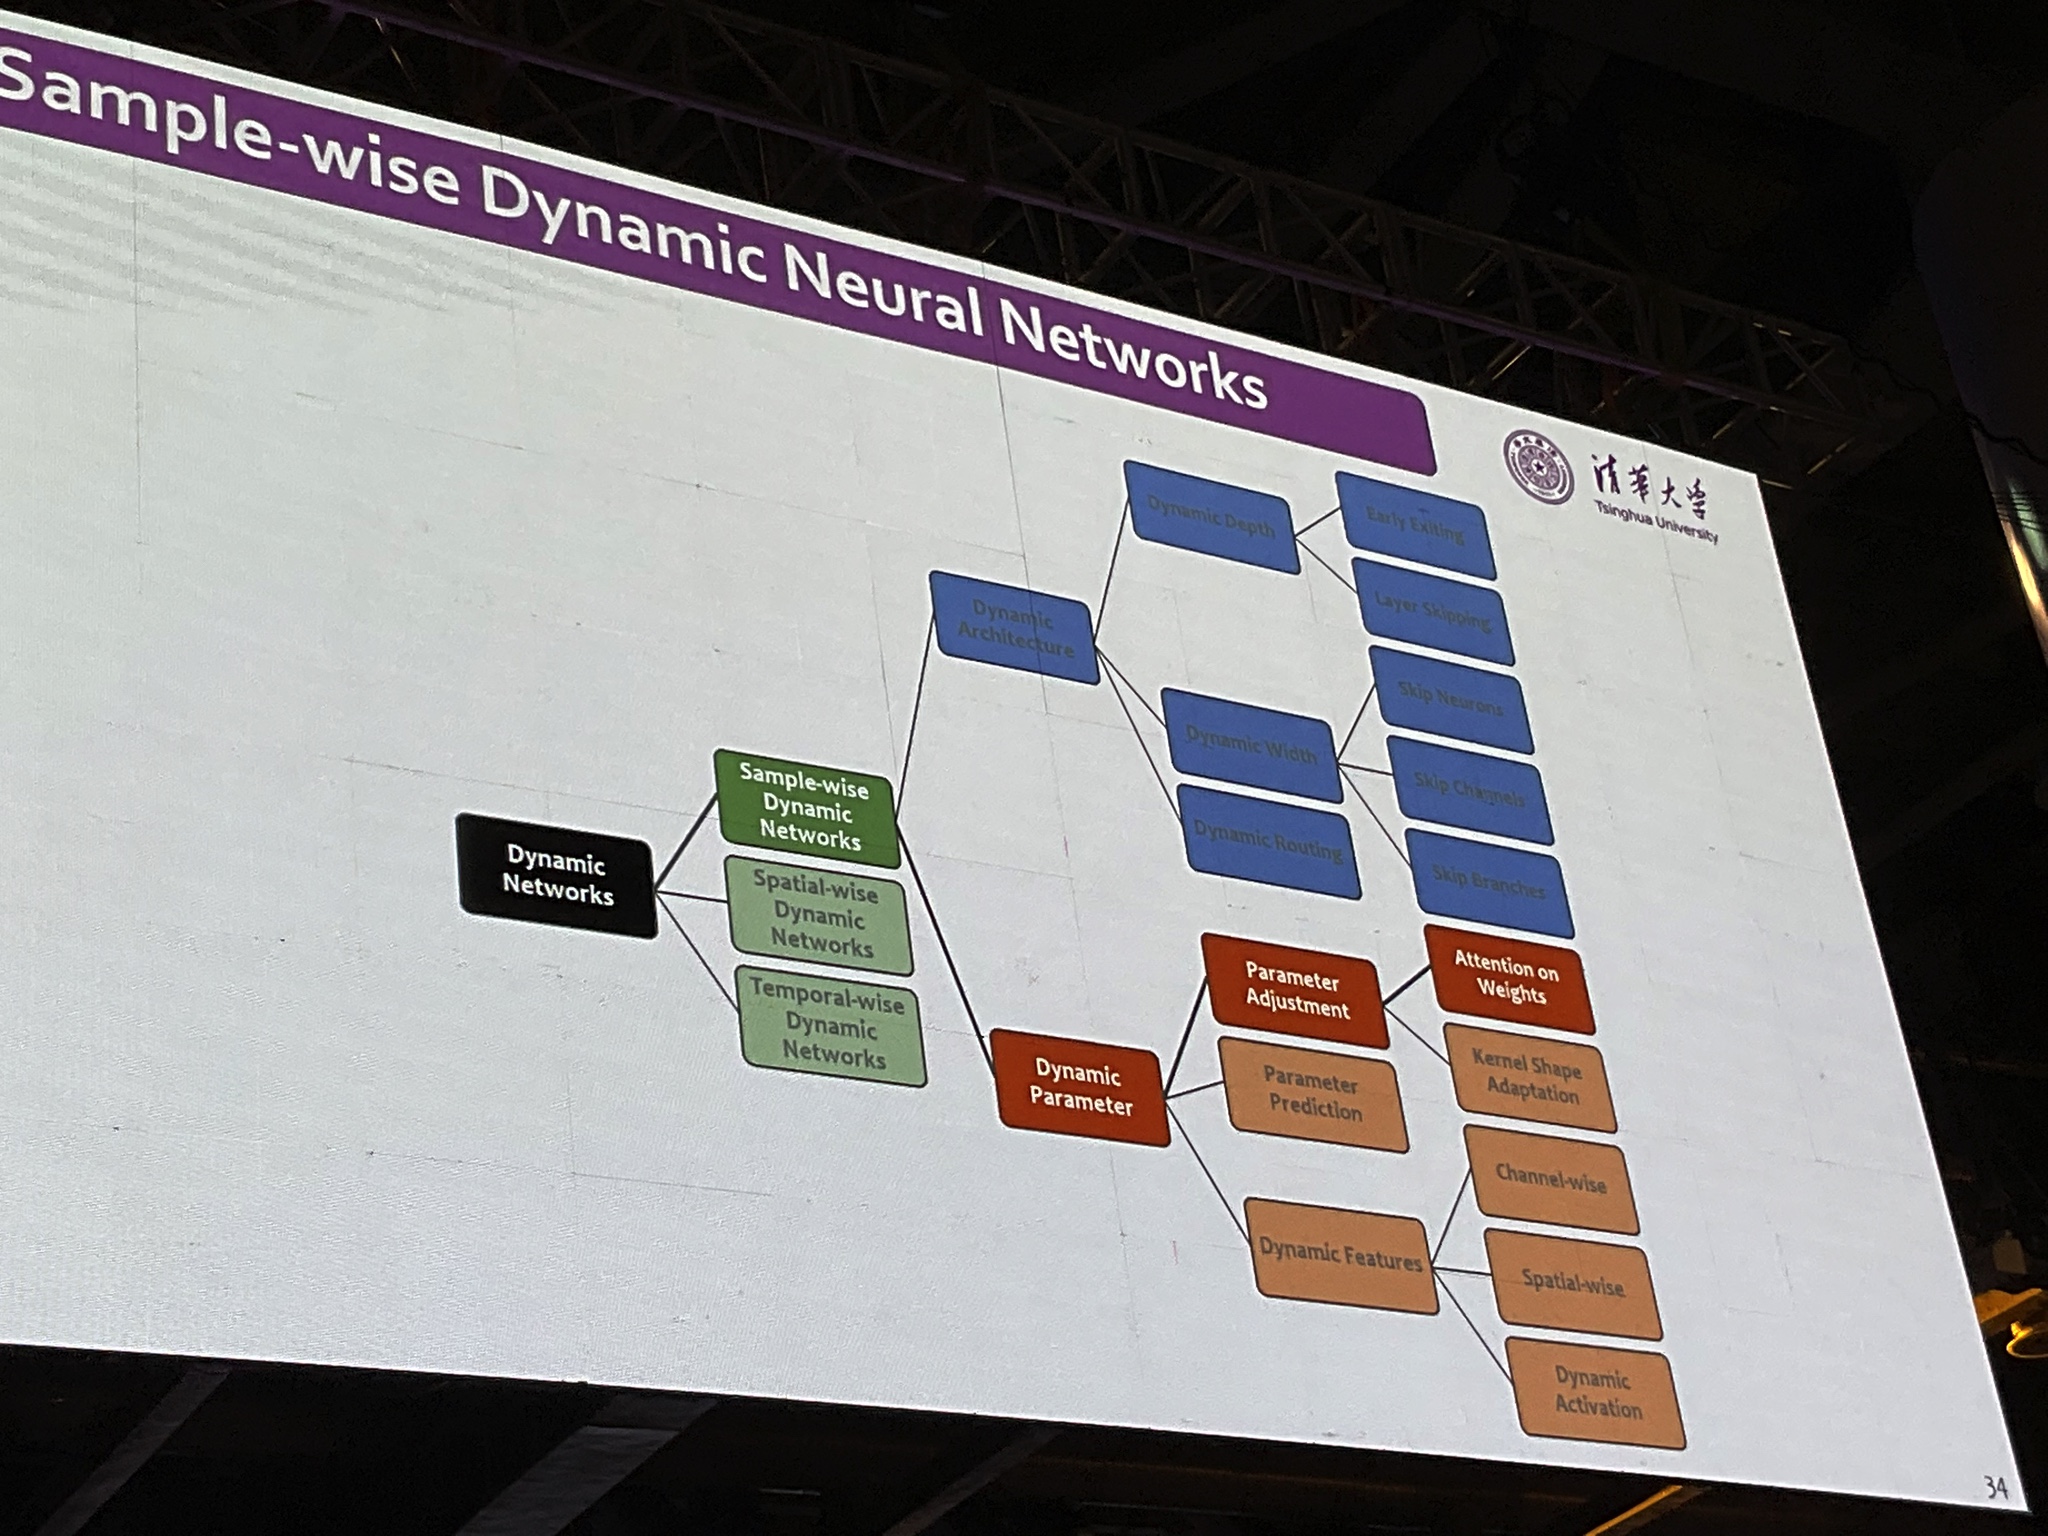 Sample-wise Dynamic Neural Networks
清华大学
Tsinghua University
Dynamic
Networks
Sample-wise
Dynamic
Networks
Spatial-wise
Dynamic
Networks
Temporal-wise
Dynamic
Networks
Dynamic
Architecture
Dynamic Depth
Early Exiting
Layer Skipping
Dynamic Width
Skip Neurons
Skip Channels
Skip Branches
Dynamic Routing
Dynamic
Parameter
Parameter
Adjustment
Attention on
Weights
Kernel Shape
Adaptation
Parameter
Prediction
Dynamic Features
Channel-wise
Spatial-wise
Dynamic
Activation
34